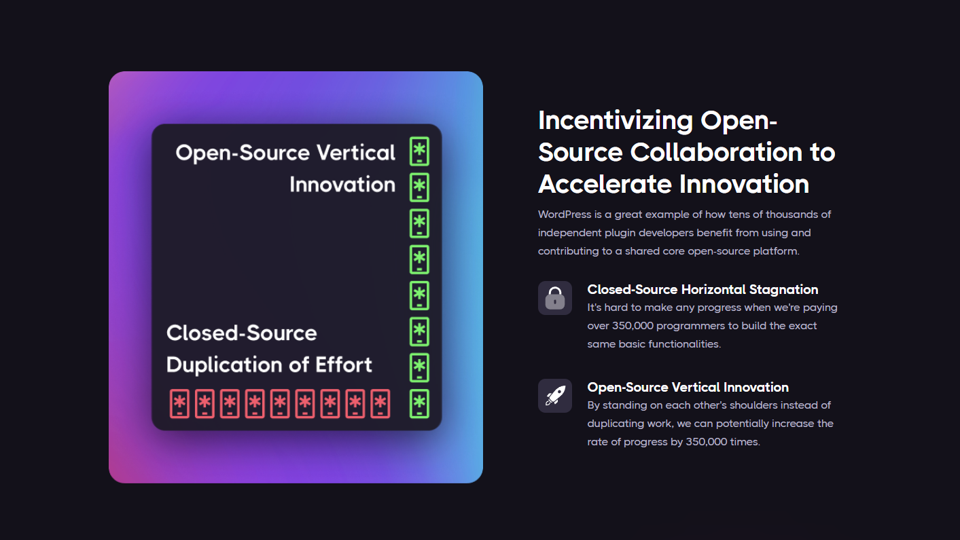 Open-Source Vertical
Innovation
Closed-Source
Duplication of Effort
Incentivizing Open-
Source Collaboration to
Accelerate Innovation
WordPress is a great example of how tens of thousands of
independent plugin developers benefit from using and
contributing to a shared core open-source platform.
Closed-Source Horizontal Stagnation
It's hard to make any progress when we're paying
over 350,000 programmers to build the exact
same basic functionalities.
Open-Source Vertical Innovation
By standing on each other's shoulders instead of
duplicating work, we can potentially increase the
rate of progress by 350,000 times.